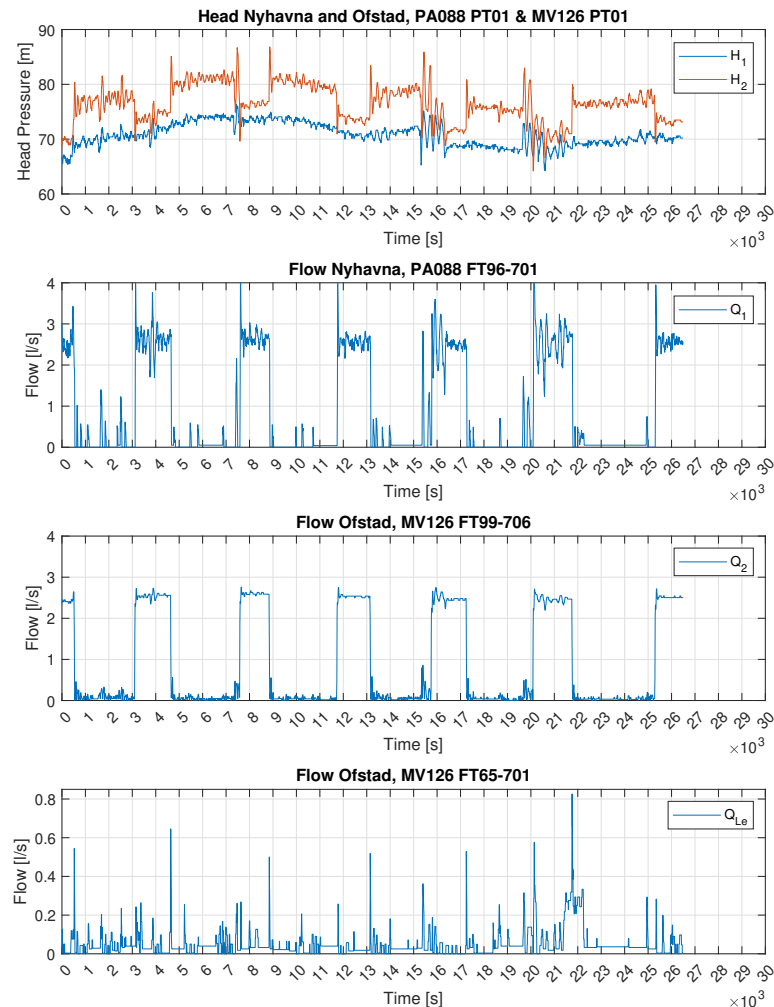 Head Nyhavna and Ofstad, PA088 PT01 & MV126 PT01
Head Pressure [m]
90
80
70
60
H1
H2
0 1 2 3 4 5 6 7 8 9 10 11 12 13 14 15 16 17 18 19 20 21 22 23 24 25 26 27 28 29 30
Time [s]
×10³
Flow Nyhavna, PA088 FT96-701
Flow [l/s]
4
3
2
1
0
Q1
0 1 2 3 4 5 6 7 8 9 10 11 12 13 14 15 16 17 18 19 20 21 22 23 24 25 26 27 28 29 30
Time [s]
×10³
Flow Ofstad, MV126 FT99-706
Flow [l/s]
4
3
2
1
0
Q2
0 1 2 3 4 5 6 7 8 9 10 11 12 13 14 15 16 17 18 19 20 21 22 23 24 25 26 27 28 29 30
Time [s]
×10³
Flow Ofstad, MV126 FT65-701
Flow [l/s]
0.8
0.6
0.4
0.2
0
QLe
0 1 2 3 4 5 6 7 8 9 10 11 12 13 14 15 16 17 18 19 20 21 22 23 24 25 26 27 28 29 30
Time [s]
×10³